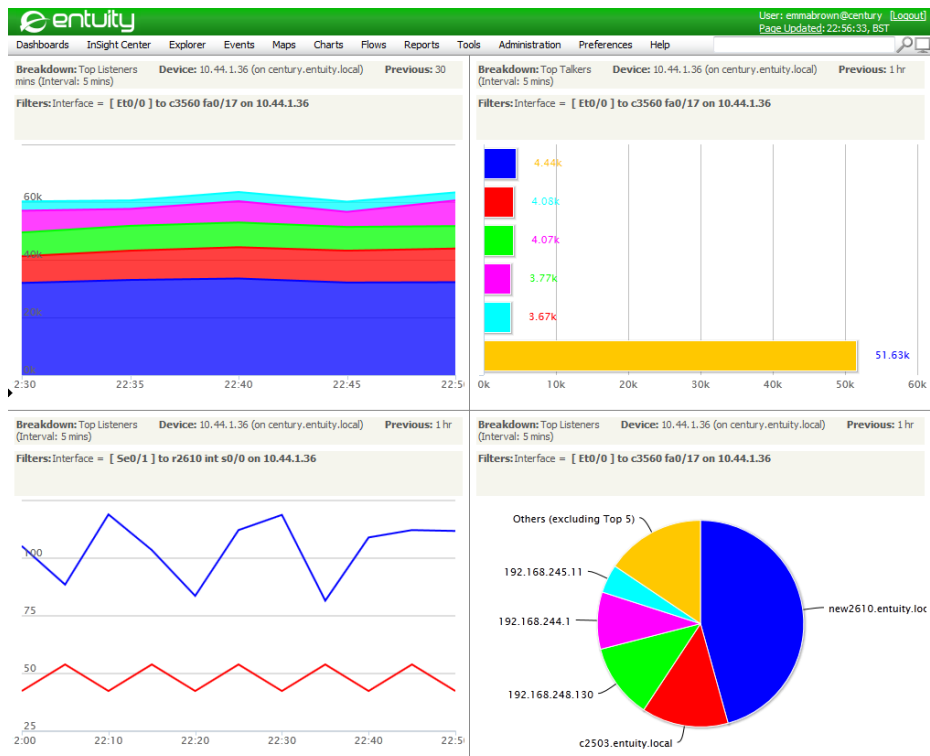 entuity
User: emmabrown@century [Logout]
Page Updated: 22:56:33, BST
Dashboards InSight Center Explorer Events Maps Charts Flows Reports Tools Administration Preferences Help
Breakdown: Top Listeners Device: 10.44.1.36 (on century.entuity.local) Previous: 30
mins (Interval: 5 mins)
Filters: Interface = [ Et0/0 ] to c3560 fa0/17 on 10.44.1.36
60k
40k
20k
0k
2:30 22:35 22:40 22:45 22:5
Breakdown: Top Talkers Device: 10.44.1.36 (on century.entuity.local) Previous: 1 hr
(Interval: 5 mins)
Filters: Interface = [ Et0/0 ] to c3560 fa0/17 on 10.44.1.36
4.44k
4.08k
4.07k
3.77k
3.67k
51.63k
0k 10k 20k 30k 40k 50k 60k
Breakdown: Top Listeners Device: 10.44.1.36 (on century.entuity.local) Previous: 1 hr
(Interval: 5 mins)
Filters: Interface = [ Se0/1 ] to r2610 int s0/0 on 10.44.1.36
100
75
50
25
2:00 22:10 22:20 22:30 22:40 22:5
Breakdown: Top Listeners Device: 10.44.1.36 (on century.entuity.local) Previous: 1 hr
(Interval: 5 mins)
Filters: Interface = [ Et0/0 ] to c3560 fa0/17 on 10.44.1.36
Others (excluding Top 5)
192.168.245.11
192.168.244.1
new2610.entuity.loc
192.168.248.130
c2503.entuity.local